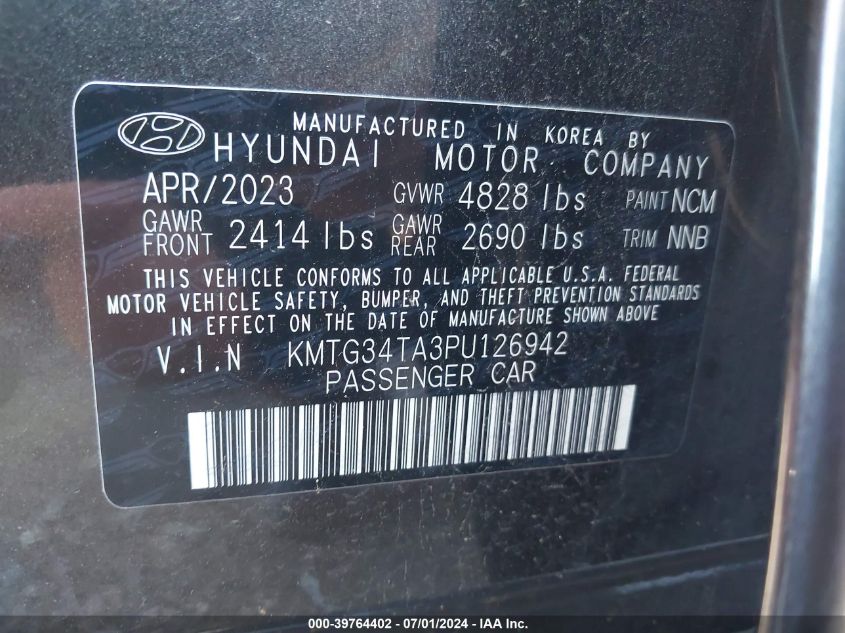 MANUFACTURED IN KOREA BY
HYUNDAI MOTOR COMPANY
APR/2023 GVWR 4828 lbs PAINT NCM
GAWR FRONT 2414 lbs GAWR REAR 2690 lbs TRIM NNB
THIS VEHICLE CONFORMS TO ALL APPLICABLE U.S.A. FEDERAL
MOTOR VEHICLE SAFETY, BUMPER, AND THEFT PREVENTION STANDARDS
IN EFFECT ON THE DATE OF MANUFACTURE SHOWN ABOVE
V.I.N KMTG34TA3PU126942
PASSENGER CAR
000-39764402 - 07/01/2024 - IAAI.com